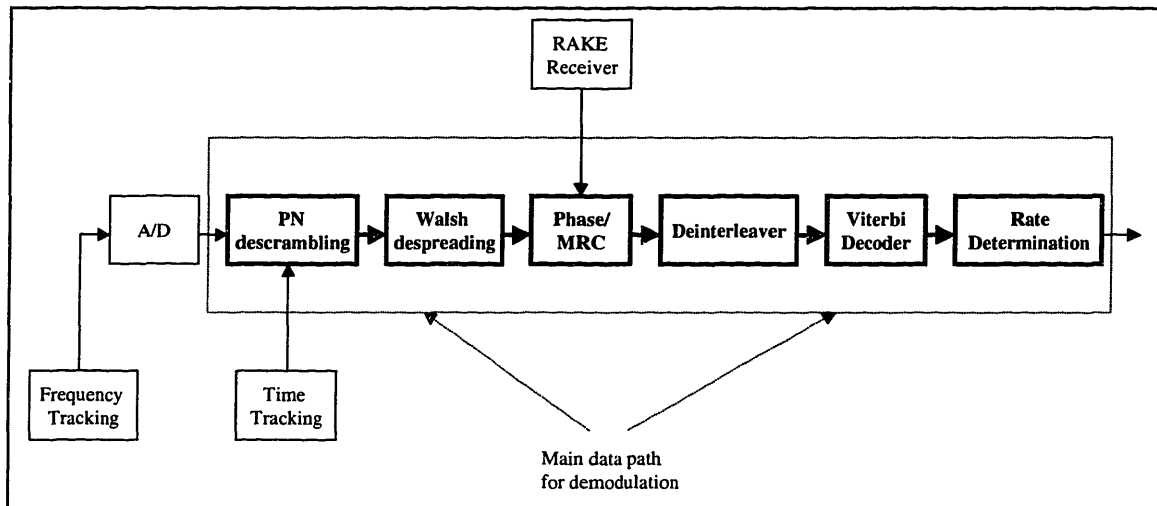 RAKE
Receiver
A/D
PN
descrambling
Walsh
despreading
Phase/
MRC
Deinterleaver
Viterbi
Decoder
Rate
Determination
Frequency
Tracking
Time
Tracking
Main data path
for demodulation